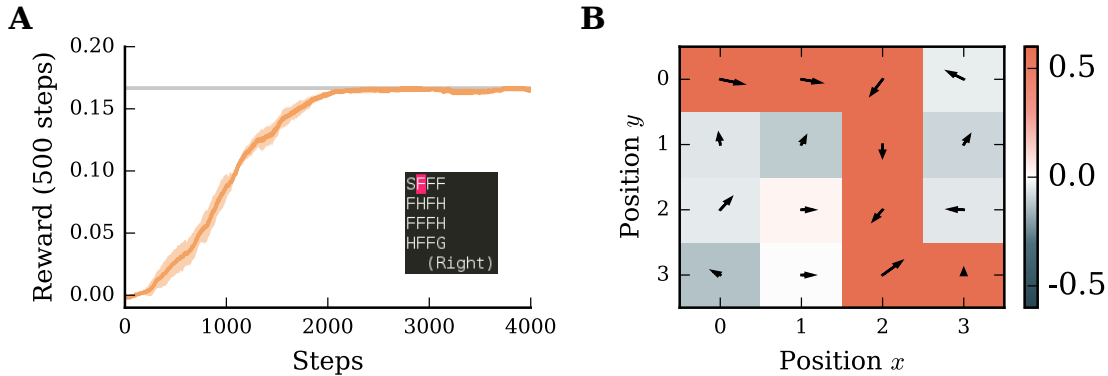 A
Reward (500 steps)
0.20
0.15
0.10
0.05
0.00
0
1000
2000
3000
4000
Steps
SFFF
FHFH
FFFH
HFFG
(Right)
B
Position y
0
1
2
3
0
1
2
3
Position x
0.5
0.0
-0.5